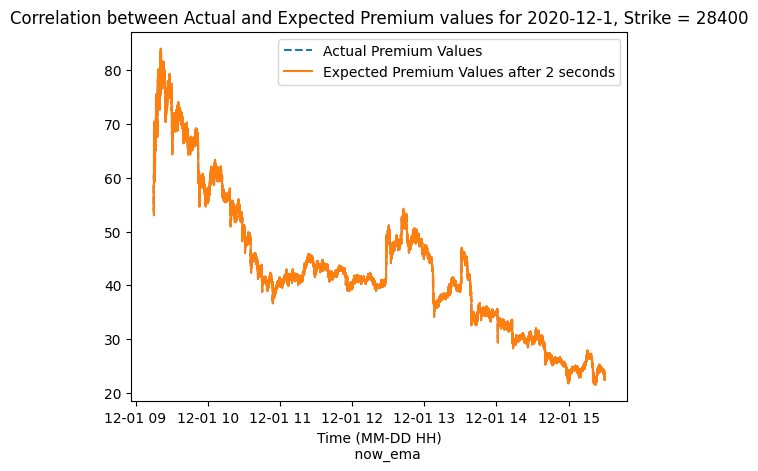 Correlation between Actual and Expected Premium values for 2020-12-1, Strike = 28400
Actual Premium Values
Expected Premium Values after 2 seconds
80
70
60
50
40
30
20
12-01 09 12-01 10 12-01 11 12-01 12 12-01 13 12-01 14 12-01 15
Time (MM-DD HH)
now_ema